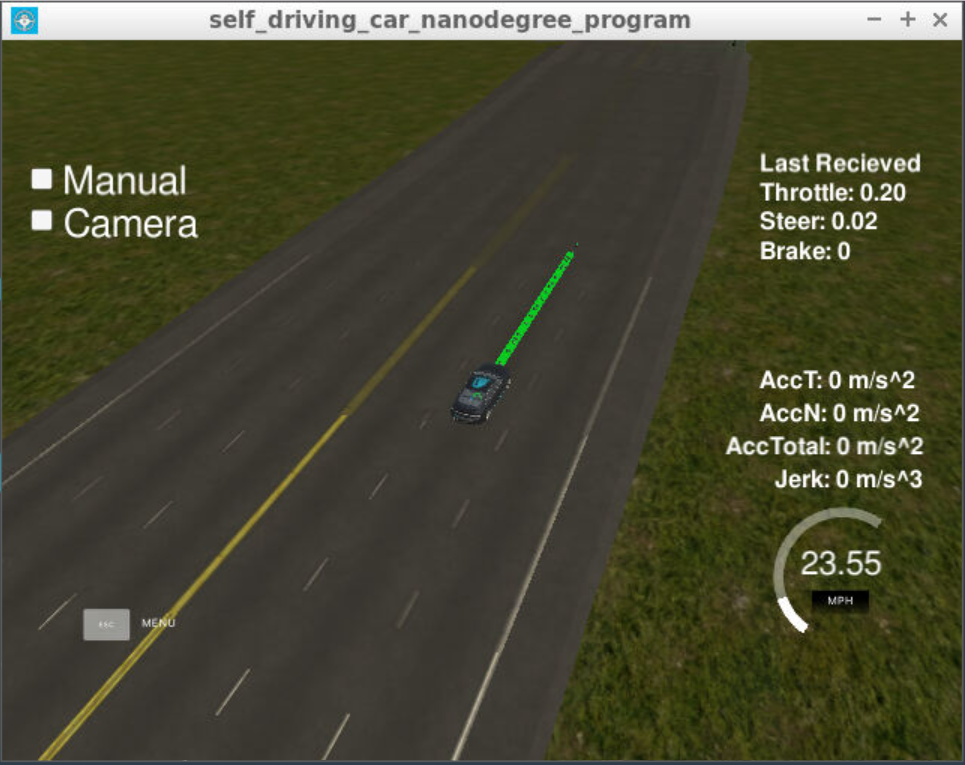 self_driving_car_nanodegree_program
Manual
Camera
Last Recieved
Throttle: 0.20
Steer: 0.02
Brake: 0
AccT: 0 m/s^2
AccN: 0 m/s^2
AccTotal: 0 m/s^2
Jerk: 0 m/s^3
23.55
MPH
ESC
MENU